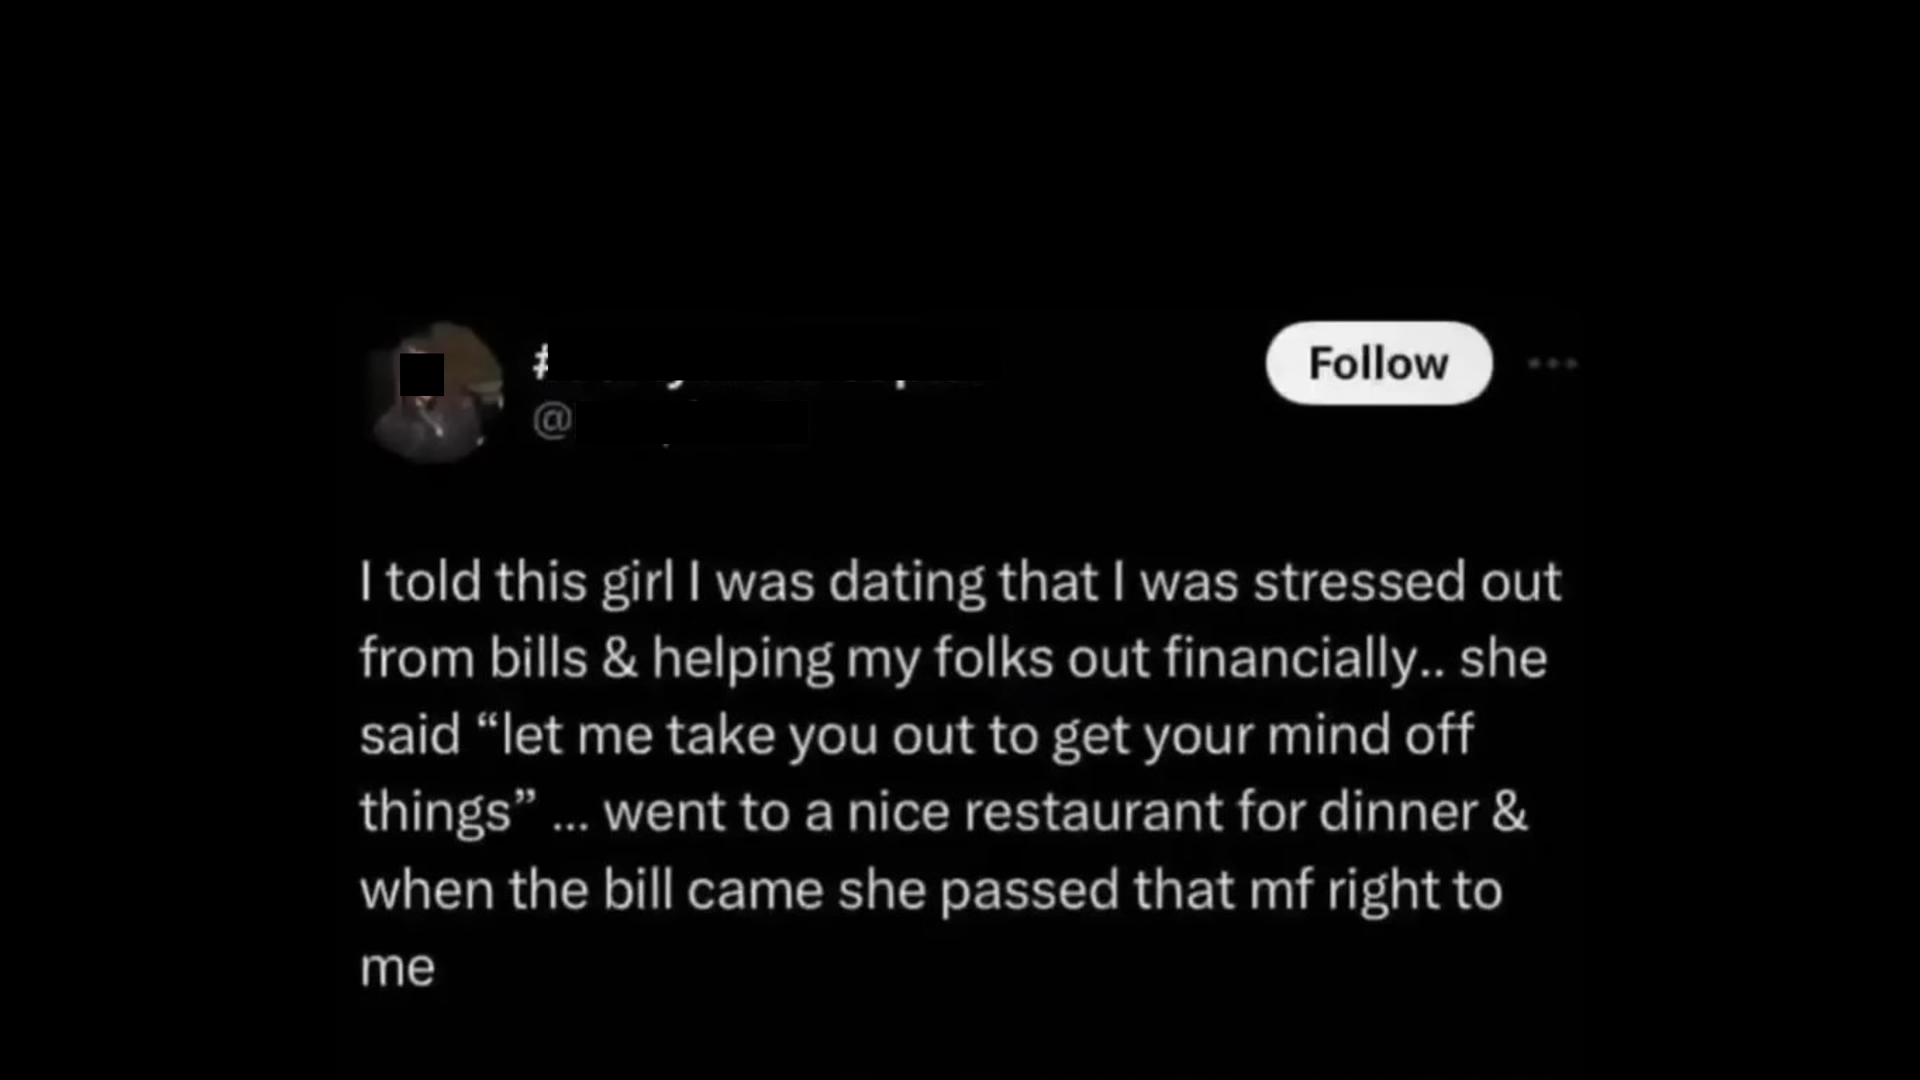 #
Follow
@
I told this girl I was dating that I was stressed out
from bills & helping my folks out financially.. she
said “let me take you out to get your mind off
things” ... went to a nice restaurant for dinner &
when the bill came she passed that mf right to
me